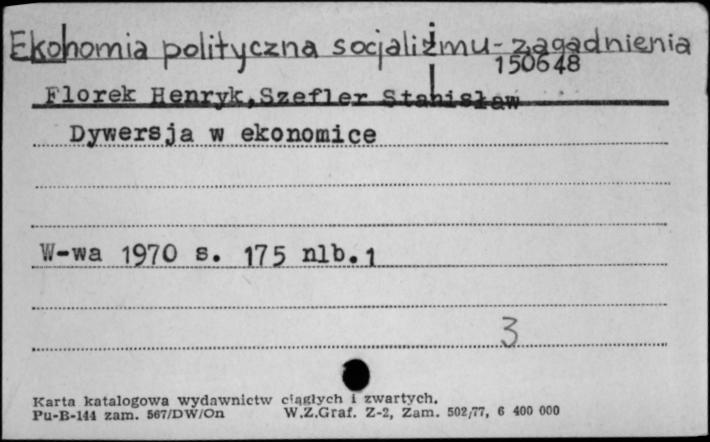 Ekonomia polityczna socjalizmu-zagadnienia
150648
Florek Henryk,Szefler Stanisław
Dywersja w ekonomice
W-wa 1970 s. 175 nlb.1
3
Karta katalogowa wydawnictw ciągłych i zwartych.
Pu-B-144 zam. 567/DW/On W.Z.Graf. Z-2, Zam. 502/77, 6 400 000